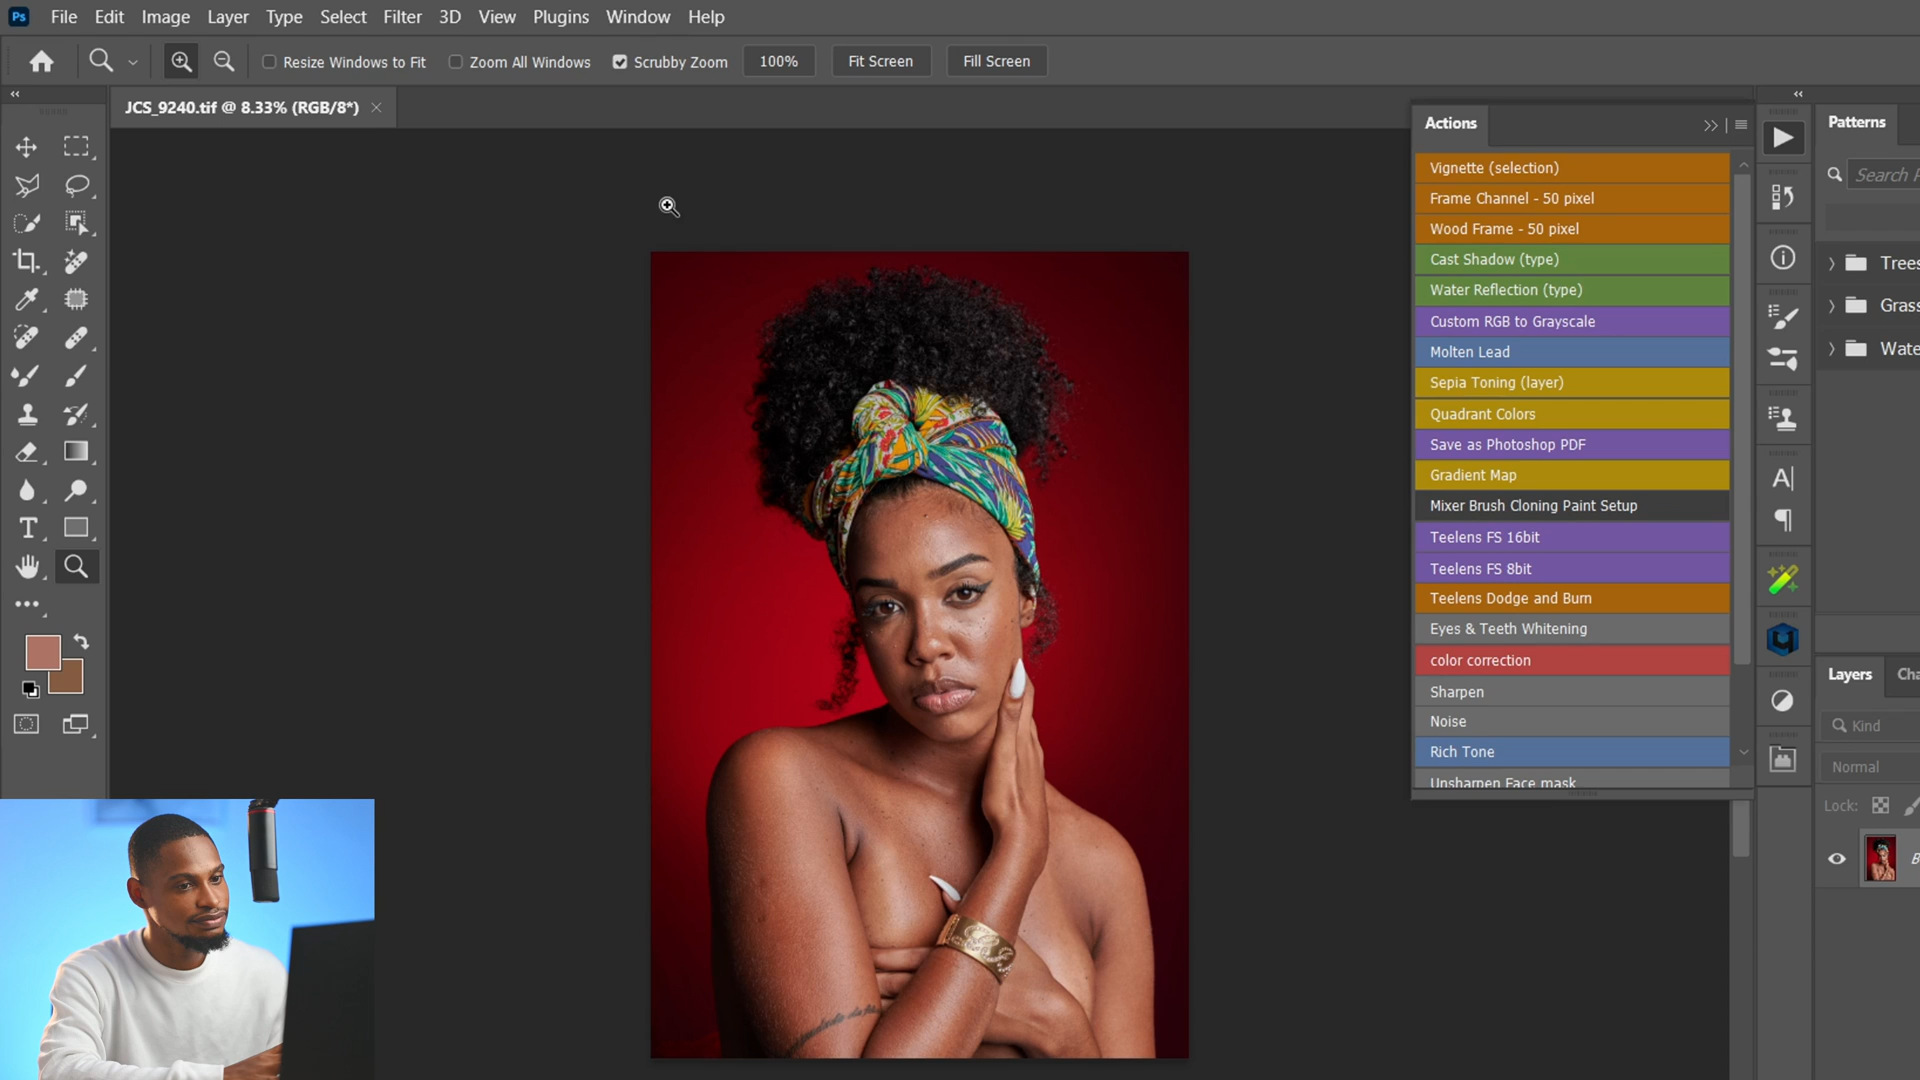 Ps File Edit Image Layer Type Select Filter 3D View Plugins Window Help
Resize Windows to Fit Zoom All Windows Scrubby Zoom 100% Fit Screen Fill Screen
JCS_9240.tif @ 8.33% (RGB/8*)
Actions
Vignette (selection)
Frame Channel - 50 pixel
Wood Frame - 50 pixel
Cast Shadow (type)
Water Reflection (type)
Custom RGB to Grayscale
Molten Lead
Sepia Toning (layer)
Quadrant Colors
Save as Photoshop PDF
Gradient Map
Mixer Brush Cloning Paint Setup
Teelens FS 16bit
Teelens FS 8bit
Teelens Dodge and Burn
Eyes & Teeth Whitening
color correction
Sharpen
Noise
Rich Tone
Unsharpen Face mask
Patterns
Search
Trees
Gras
Wate
Layers Cha
Kind
Normal
Lock: